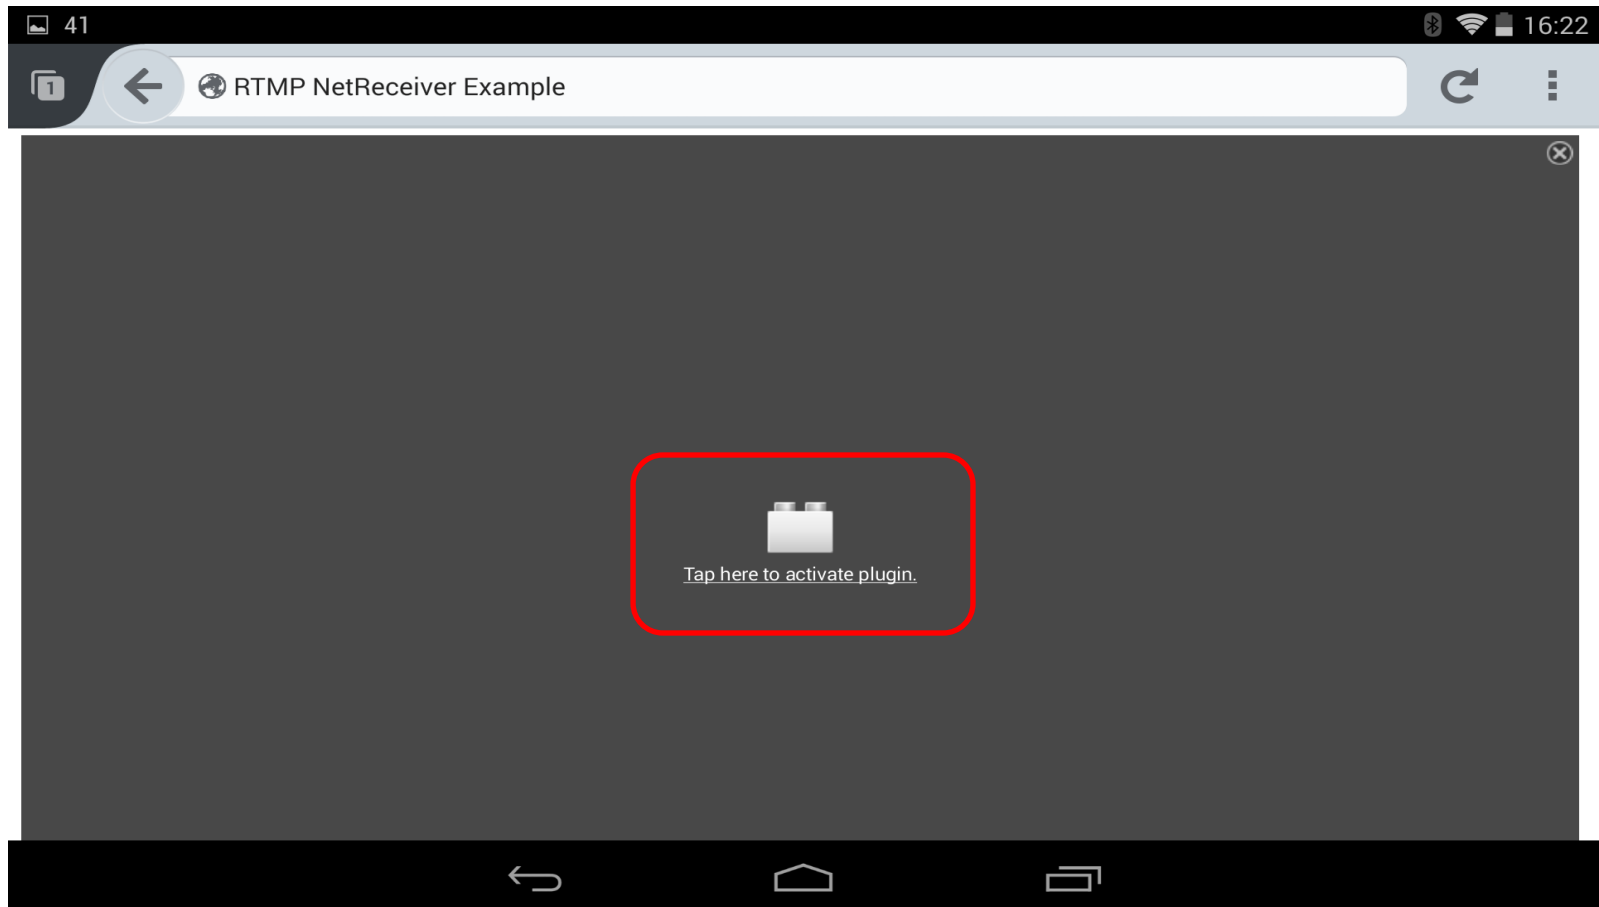 41
16:22
1
RTMP NetReceiver Example
Tap here to activate plugin.